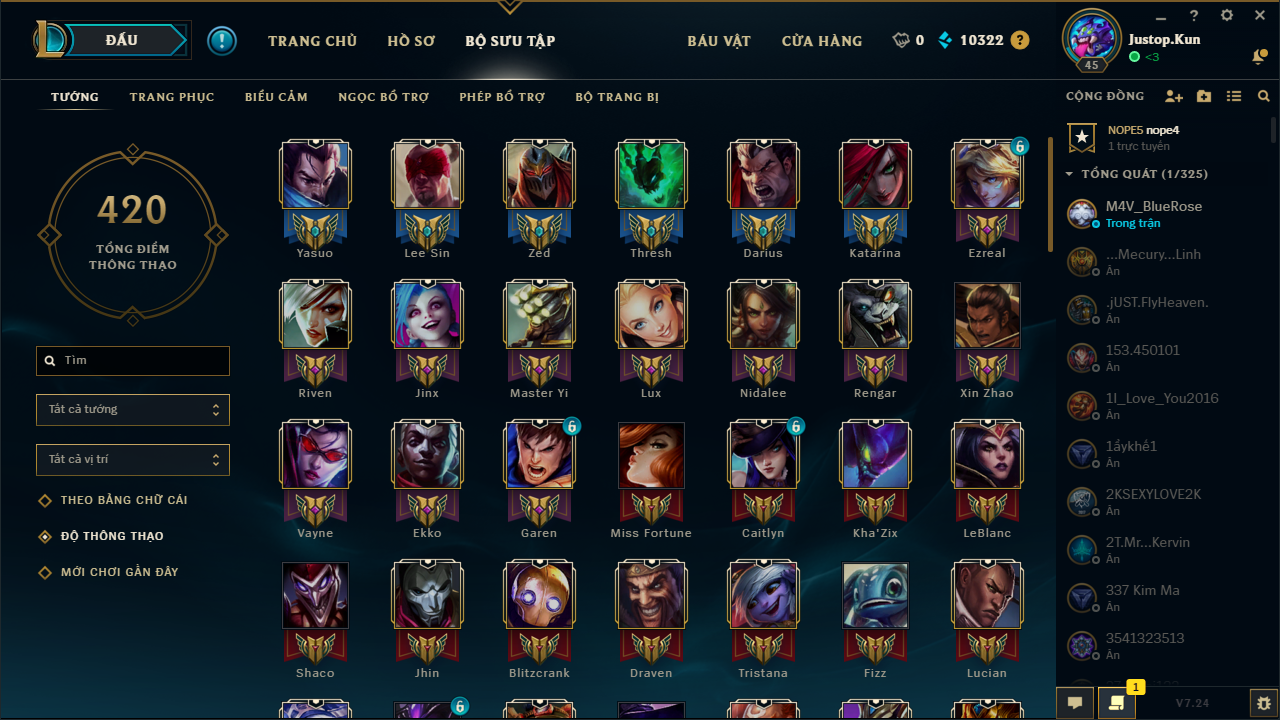 ĐẤU
!
TRANG CHỦ
HỒ SƠ
BỘ SƯU TẬP
BÁU VẬT
CỬA HÀNG
0
10322
?
?
Justop.Kun
<3
45
TƯỚNG
TRANG PHỤC
BIỂU CẢM
NGỌC BỔ TRỢ
PHÉP BỔ TRỢ
BỘ TRANG BỊ
CỘNG ĐỒNG
420
TỔNG ĐIỂM
THÔNG THẠO
Tìm
Tất cả tướng
Tất cả vị trí
THEO BẢNG CHỮ CÁI
ĐỘ THÔNG THẠO
MỚI CHƠI GẦN ĐÂY
6
Yasuo
Lee Sin
Zed
Thresh
Darius
Katarina
Ezreal
Riven
Jinx
Master Yi
Lux
Nidalee
Rengar
Xin Zhao
6
6
Vayne
Ekko
Garen
Miss Fortune
Caitlyn
Kha'Zix
LeBlanc
Shaco
Jhin
Blitzcrank
Draven
Tristana
Fizz
Lucian
6
NOPE5 nope4
1 trực tuyến
TỔNG QUÁT (1/325)
M4V_BlueRose
Trong trận
...Mecury...Linh
Ẩn
.jUST.FlyHeaven.
Ẩn
153.450101
Ẩn
1I_Love_You2016
Ẩn
1ầykhế1
Ẩn
2KSEXYLOVE2K
Ẩn
2T.Mr...Kervin
Ẩn
337 Kim Ma
Ẩn
3541323513
Ẩn
1
V7.24